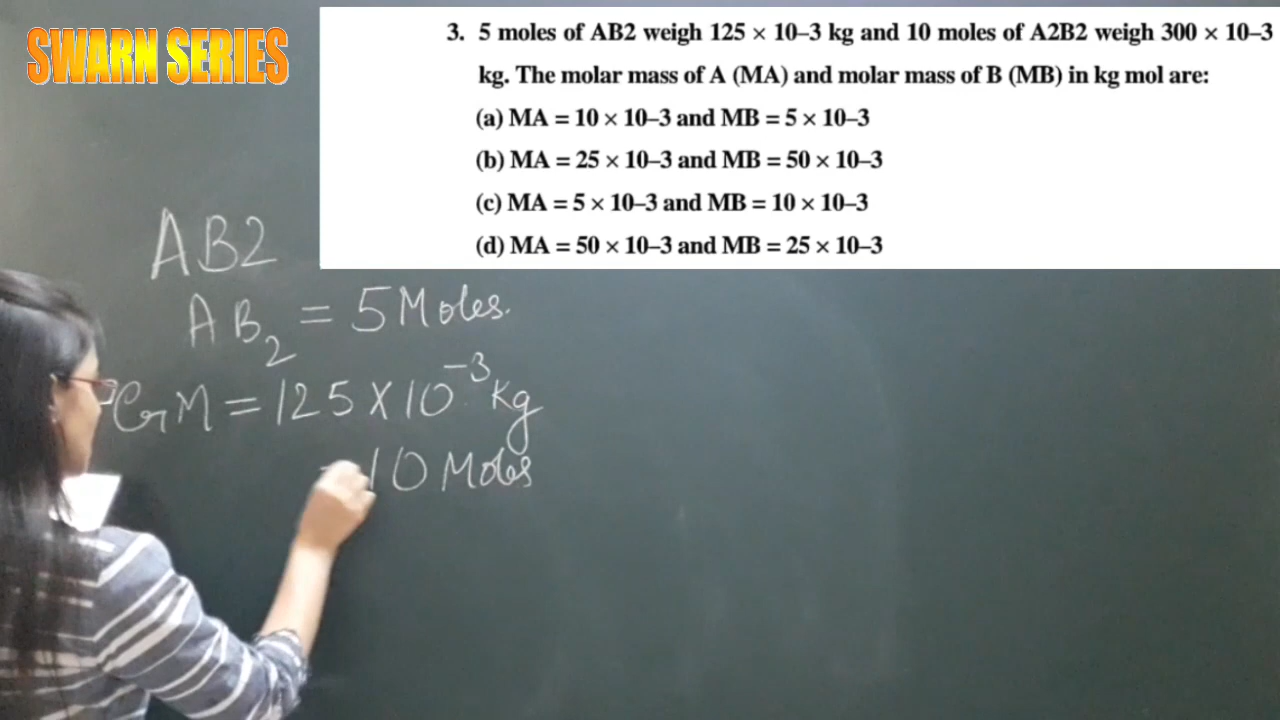 SWARN SERIES
3. 5 moles of AB2 weigh 125 × 10–3 kg and 10 moles of A2B2 weigh 300 × 10–3
kg. The molar mass of A (MA) and molar mass of B (MB) in kg mol are:
(a) MA = 10 × 10–3 and MB = 5 × 10–3
(b) MA = 25 × 10–3 and MB = 50 × 10–3
(c) MA = 5 × 10–3 and MB = 10 × 10–3
(d) MA = 50 × 10–3 and MB = 25 × 10–3
AB2
AB₂ = 5 Moles.
GM = 125 × 10⁻³ kg
10 Moles